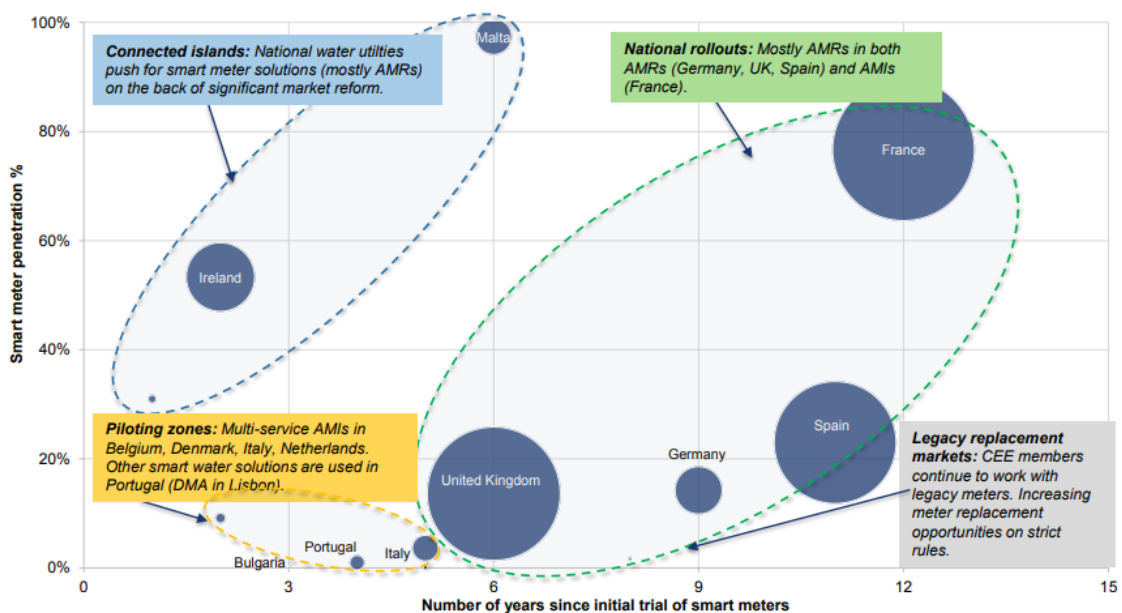 100%
80%
60%
40%
20%
0%
Smart meter penetration %
Connected islands: National water utilties
push for smart meter solutions (mostly AMRs)
on the back of significant market reform.
Malta
National rollouts: Mostly AMRs in both
AMRs (Germany, UK, Spain) and AMIs
(France).
France
Ireland
Piloting zones: Multi-service AMIs in
Belgium, Denmark, Italy, Netherlands.
Other smart water solutions are used in
Portugal (DMA in Lisbon).
United Kingdom
Germany
Spain
Legacy replacement
markets: CEE members
continue to work with
legacy meters. Increasing
meter replacement
opportunities on strict
rules.
Bulgaria
Portugal
Italy
0
3
6
9
12
15
Number of years since initial trial of smart meters